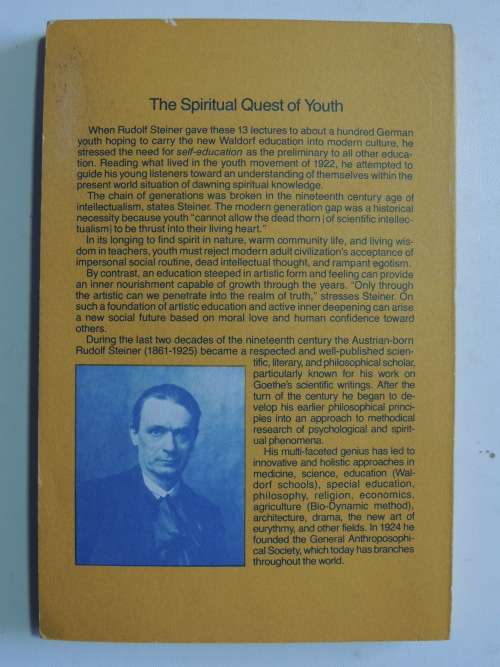 The Spiritual Quest of Youth
When Rudolf Steiner gave these 13 lectures to about a hundred German
youth hoping to carry the new Waldorf education into modern culture, he
stressed the need for self-education as the preliminary to all other educa-
tion. Reading what lived in the youth movement of 1922, he attempted to
guide his young listeners toward an understanding of themselves within the
present world situation of dawning spiritual knowledge.
The chain of generations was broken in the nineteenth century age of
intellectualism, states Steiner. The modern generation gap was a historical
necessity because youth “cannot allow the dead thorn [of scientific intellec-
tualism] to be thrust into their living heart.”
In its longing to find spirit in nature, warm community life, and living wis-
dom in teachers, youth must reject modern adult civilization's acceptance of
impersonal social routine, dead intellectual thought, and rampant egotism.
By contrast, an education steeped in artistic form and feeling can provide
an inner nourishment capable of growth through the years. “Only through
the artistic can we penetrate into the realm of truth,” stresses Steiner. On
such a foundation of artistic education and active inner deepening can arise
a new social future based on moral love and human confidence toward
others.
During the last two decades of the nineteenth century the Austrian-born
Rudolf Steiner (1861-1925) became a respected and well-published scien-
tific, literary, and philosophical scholar,
particularly known for his work on
Goethe's scientific writings. After the
turn of the century he began to de-
velop his earlier philosophical princi-
ples into an approach to methodical
research of psychological and spirit-
ual phenomena.
His multi-faceted genius has led to
innovative and holistic approaches in
medicine, science, education (Wal-
dorf schools), special education,
philosophy, religion, economics,
agriculture (Bio-Dynamic method),
architecture, drama, the new art of
eurythmy, and other fields. In 1924 he
founded the General Anthroposophi-
cal Society, which today has branches
throughout the world.